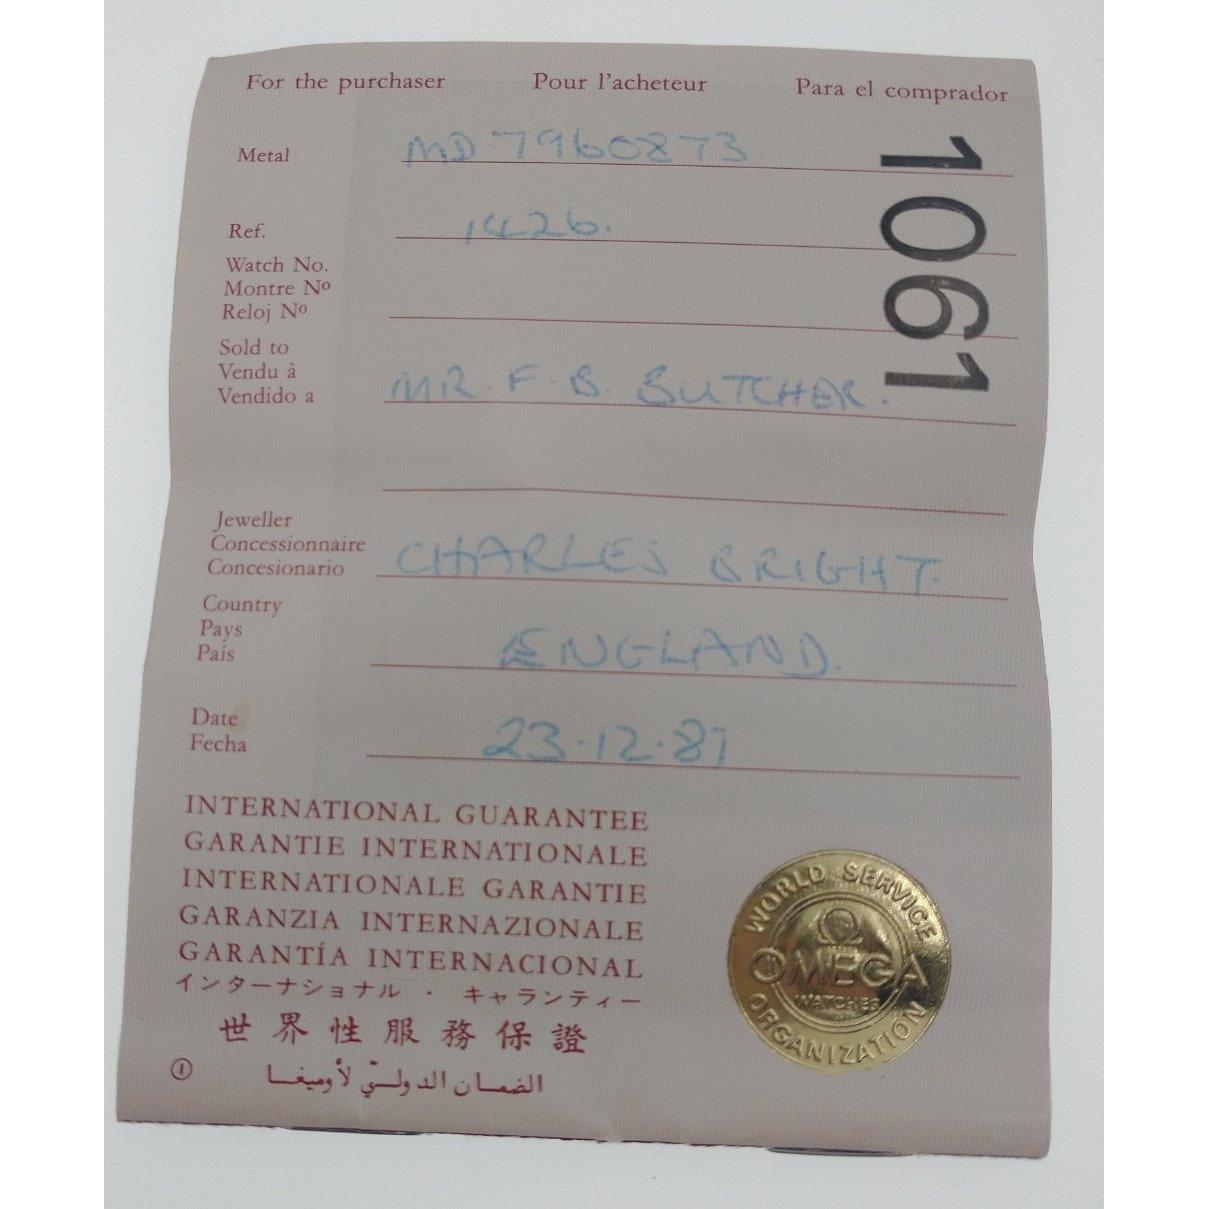 For the purchaser Pour l'acheteur Para el comprador
Metal MD 7960873
1061
Ref. 1426.
Watch No.
Montre Nº
Reloj Nº
Sold to
Vendu à
Vendido a MR. F. B. BUTCHER.
Jeweller
Concessionnaire
Concesionario CHARLES BRIGHT.
Country
Pays
País ENGLAND.
Date
Fecha 23.12.87
INTERNATIONAL GUARANTEE
GARANTIE INTERNATIONALE
INTERNATIONALE GARANTIE
GARANZIA INTERNAZIONALE
GARANTÍA INTERNACIONAL
インターナショナル · キャランティー
世界性服務保證
① الضمان الدولي لأوميغا
WORLD SERVICE
Ω
OMEGA
WATCHES
ORGANIZATION